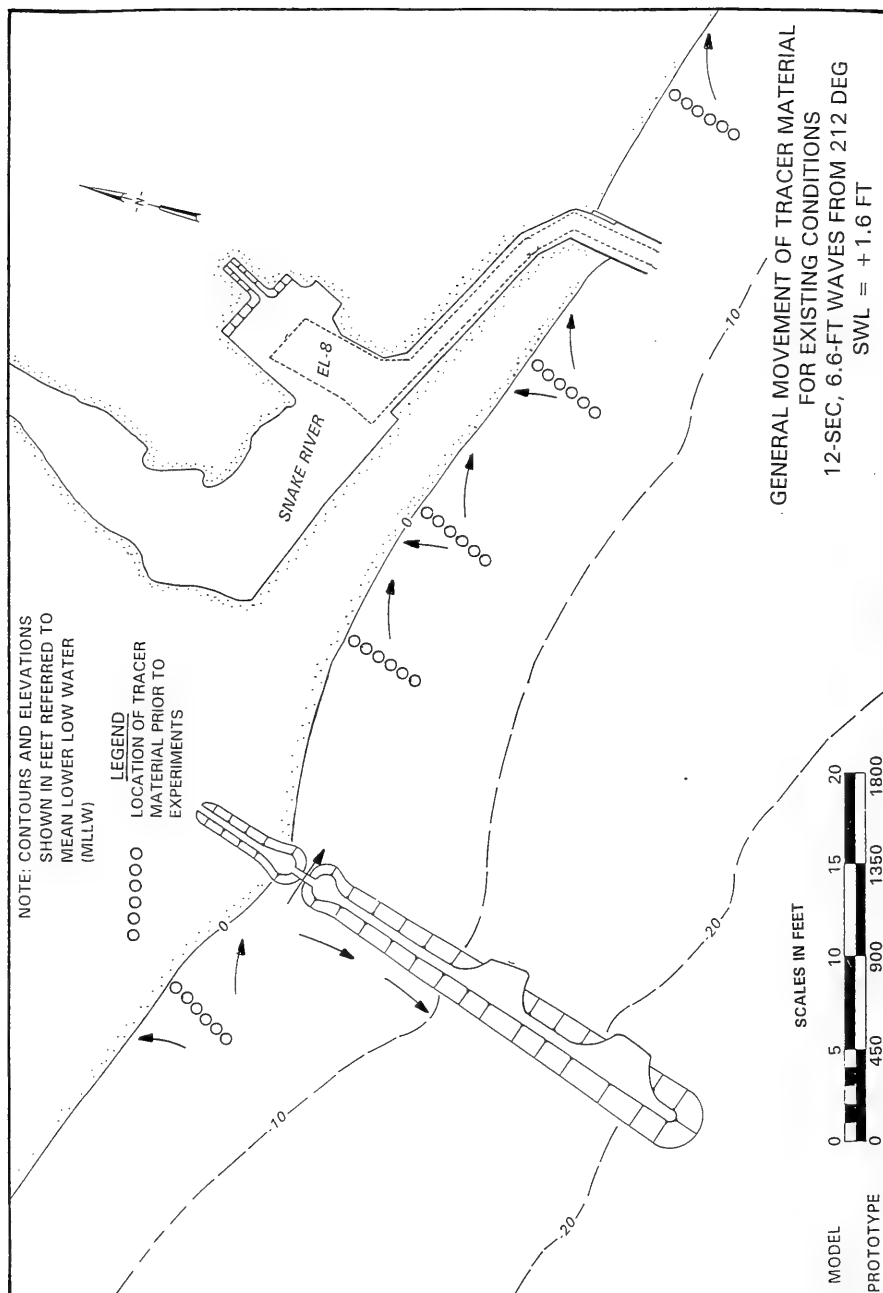 NOTE: CONTOURS AND ELEVATIONS
SHOWN IN FEET REFERRED TO
MEAN LOWER LOW WATER
(MLLW)
LEGEND
LOCATION OF TRACER
MATERIAL PRIOR TO
EXPERIMENTS
-N-
SNAKE RIVER
EL-8
0
0
-10
-10
-20
-20
SCALES IN FEET
MODEL
0 5 10 15 20
PROTOTYPE
0 450 900 1350 1800
GENERAL MOVEMENT OF TRACER MATERIAL
FOR EXISTING CONDITIONS
12-SEC, 6.6-FT WAVES FROM 212 DEG
SWL = +1.6 FT